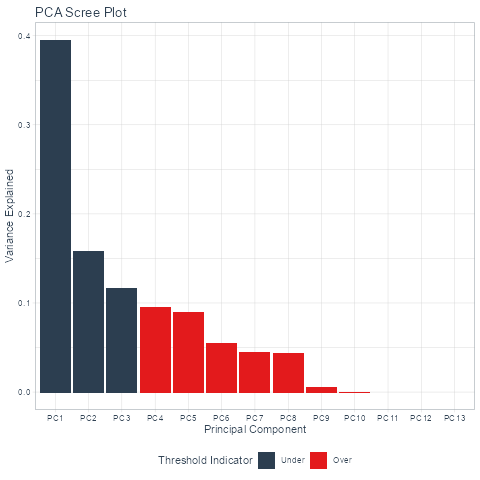 PCA Scree Plot
Variance Explained
0.4
0.3
0.2
0.1
0.0
PC1 PC2 PC3 PC4 PC5 PC6 PC7 PC8 PC9 PC10 PC11 PC12 PC13
Principal Component
Threshold Indicator Under Over